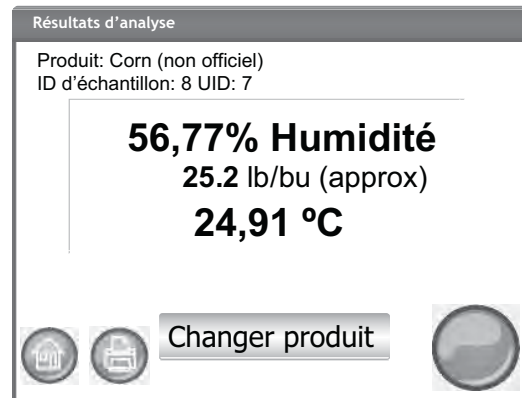 Résultats d'analyse
Produit: Corn (non officiel)
ID d'échantillon: 8 UID: 7
56,77% Humidité
25.2 lb/bu (approx)
24,91 ºC
Changer produit